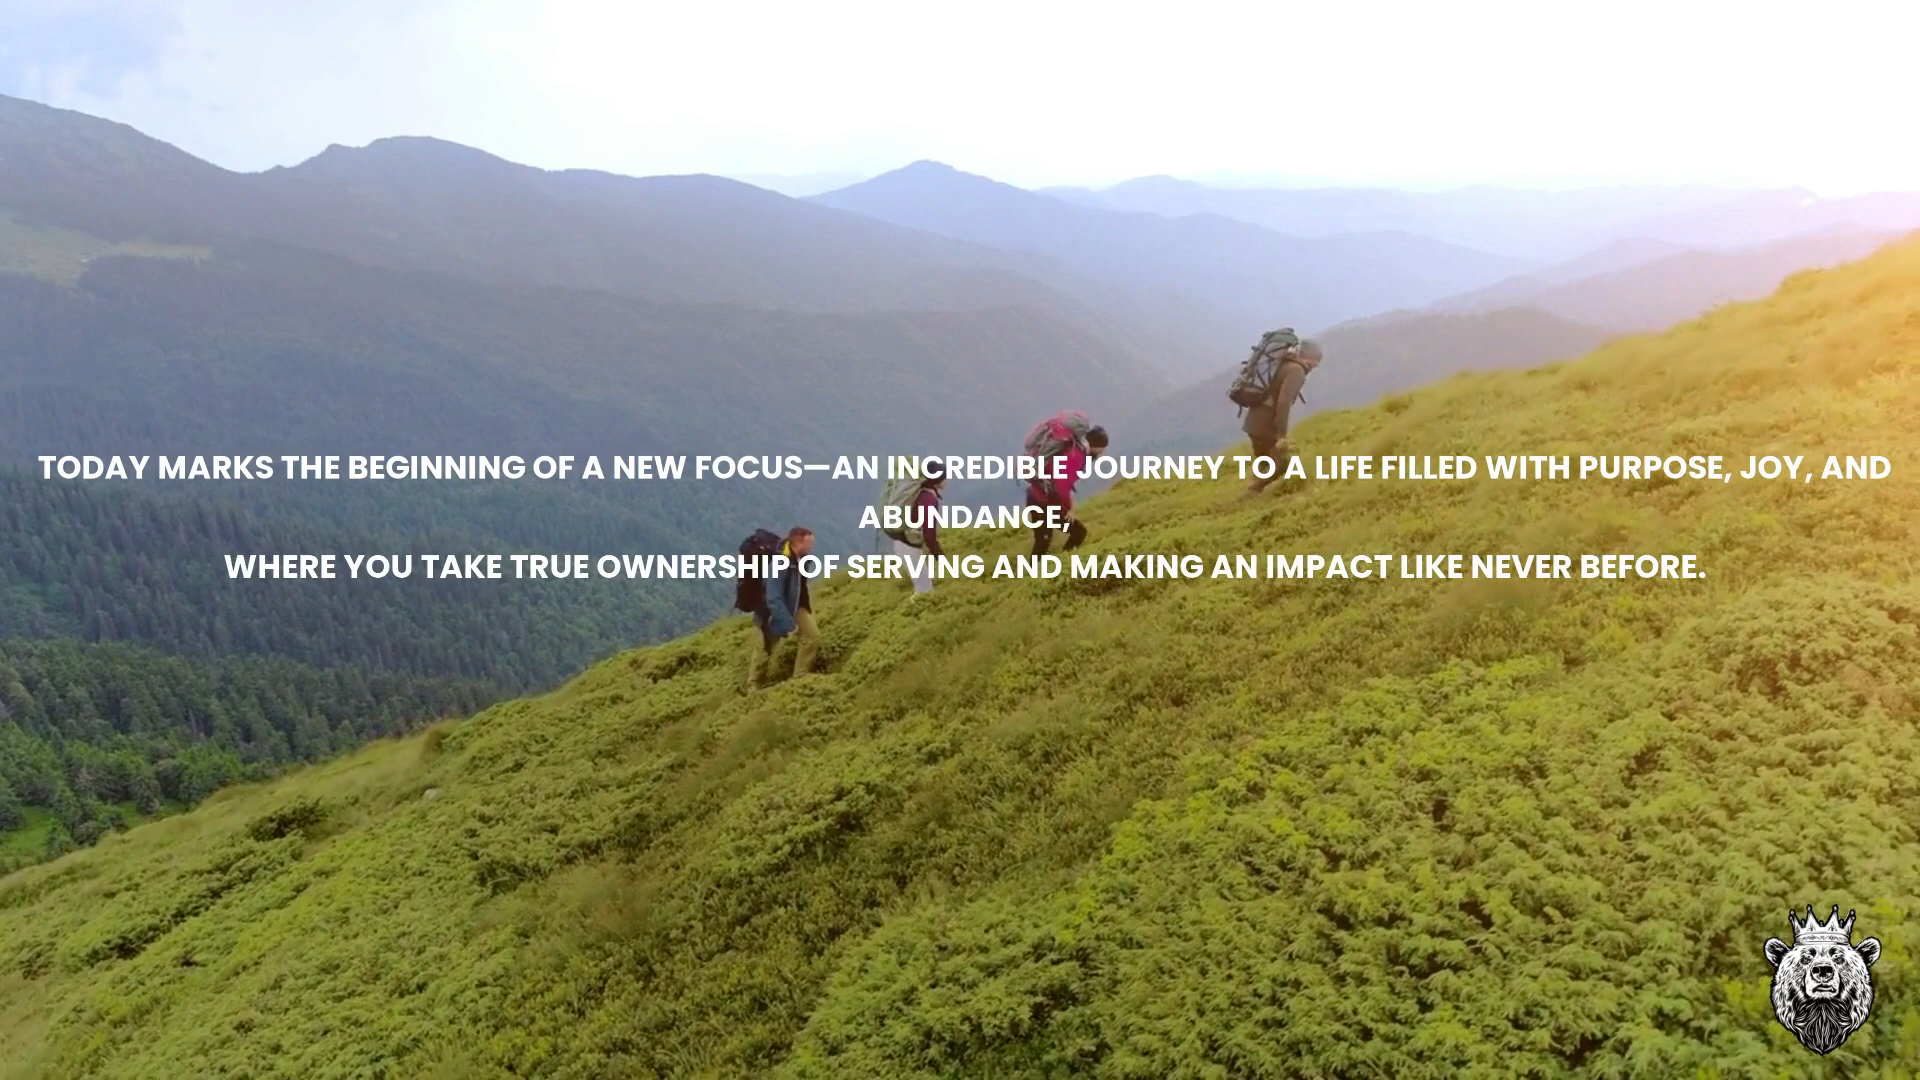 TODAY MARKS THE BEGINNING OF A NEW FOCUS—AN INCREDIBLE JOURNEY TO A LIFE FILLED WITH PURPOSE, JOY, AND
ABUNDANCE,
WHERE YOU TAKE TRUE OWNERSHIP OF SERVING AND MAKING AN IMPACT LIKE NEVER BEFORE.